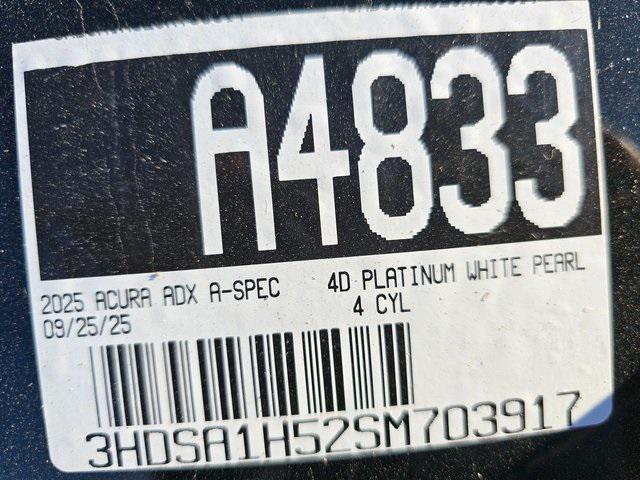 A4833
2025 ACURA ADX A-SPEC 4D PLATINUM WHITE PEARL
09/25/25 4 CYL
3HDSA1H52SM703917